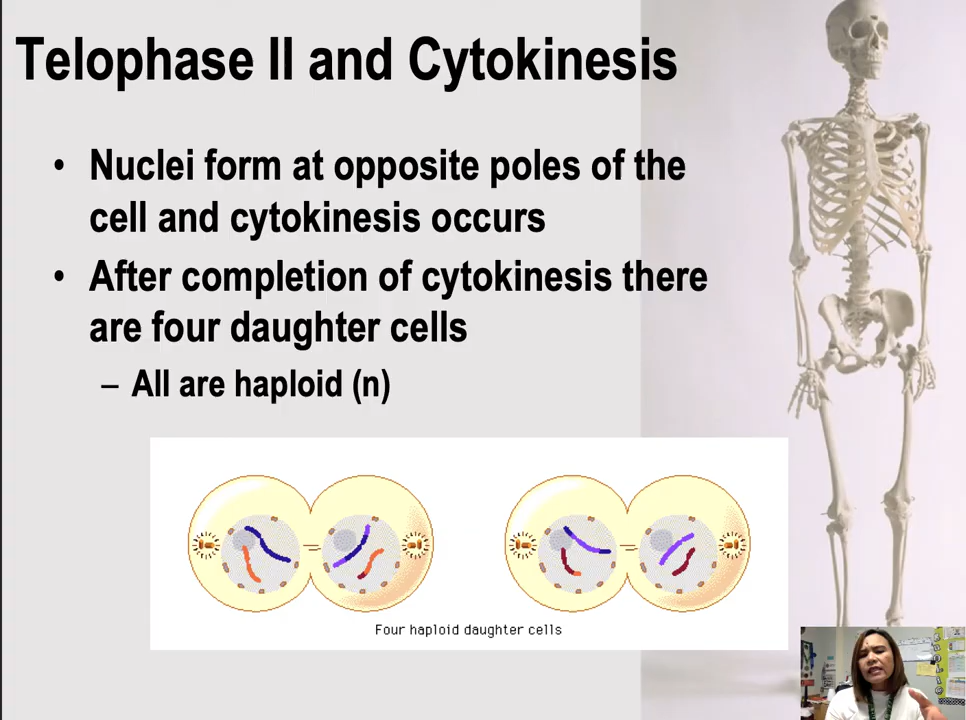 Telophase II and Cytokinesis
• Nuclei form at opposite poles of the
cell and cytokinesis occurs
• After completion of cytokinesis there
are four daughter cells
– All are haploid (n)
Four haploid daughter cells